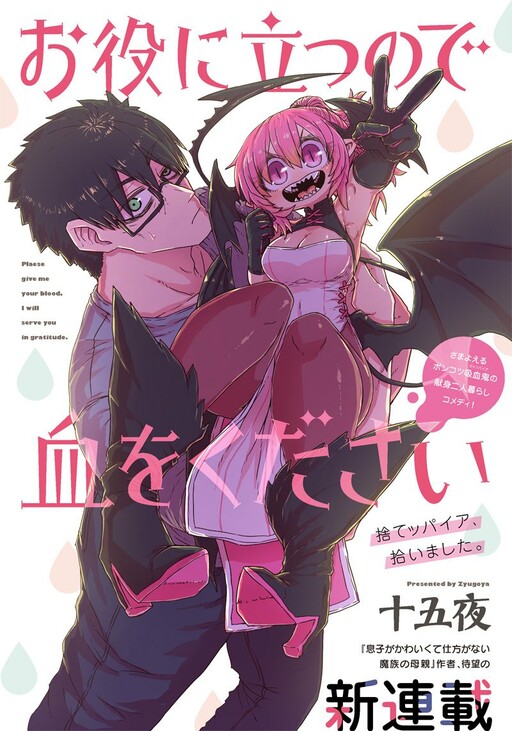 お役に立つので
Plaese
give me
your blood.
I will
serve you
in gratitude.
さまよえる
ポンコツ吸血鬼の
献身二人暮らし
コメディ！
血をください
捨てッパイア、
拾いました。
Presented by Zyugoya
十五夜
『息子がかわいくて仕方がない
魔族の母親』作者、待望の
新連載